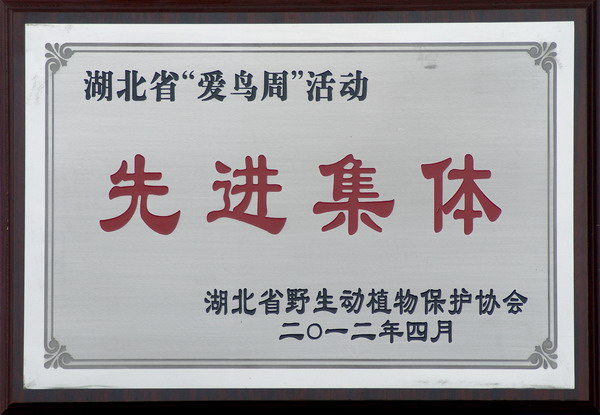 湖北省“爱鸟周”活动
先进集体
湖北省野生动植物保护协会
二〇一二年四月